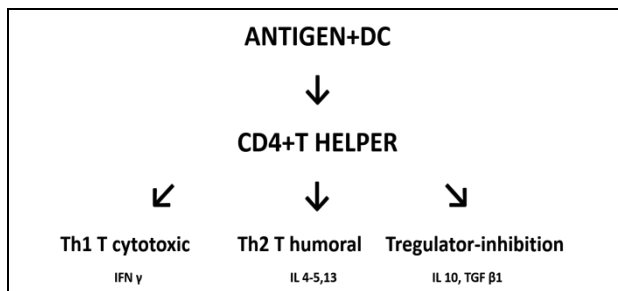 ANTIGEN+DC
CD4+T HELPER
Th1 T cytotoxic Th2 T humoral Tregulator-inhibition
IFN γ IL 4-5,13 IL 10, TGF β1